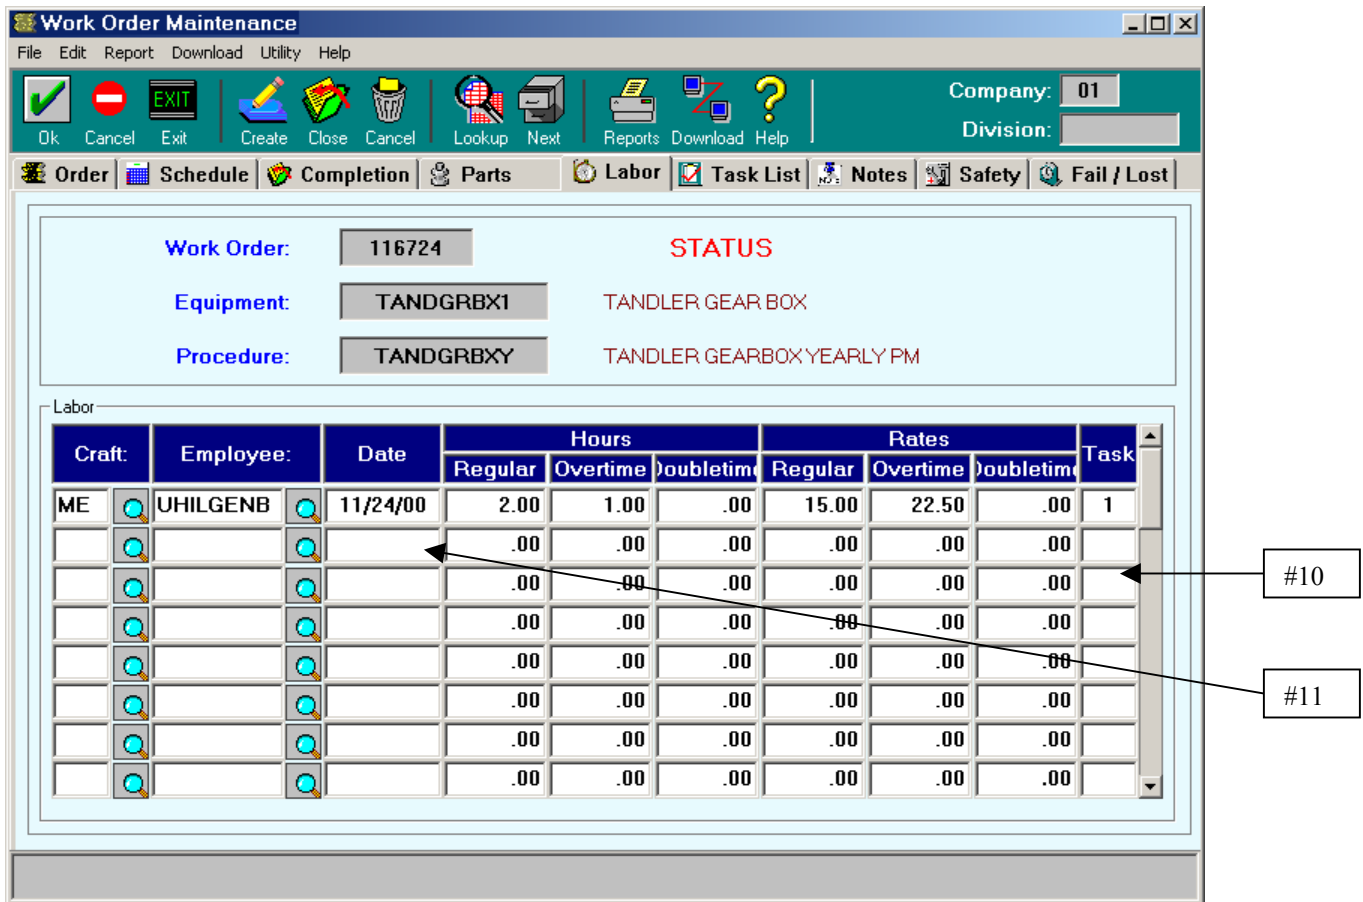 Work Order Maintenance
File Edit Report Download Utility Help
EXIT
Ok Cancel Exit Create Close Cancel Lookup Next Reports Download Help
Company: 01
Division:
Order Schedule Completion Parts Labor Task List Notes Safety Fail / Lost
Work Order: 116724 STATUS
Equipment: TANDGRBX1 TANDLER GEAR BOX
Procedure: TANDGRBXY TANDLER GEARBOX YEARLY PM
Labor
Craft: Employee: Date Hours Rates Task
Regular Overtime Doubletime Regular Overtime Doubletime
ME UHILGENB 11/24/00 2.00 1.00 .00 15.00 22.50 .00 1
.00 .00 .00 .00 .00 .00
.00 .00 .00 .00 .00 .00
#10
.00 .00 .00 .00 .00 .00
.00 .00 .00 .00 .00 .00
.00 .00 .00 .00 .00 .00
#11
.00 .00 .00 .00 .00 .00
.00 .00 .00 .00 .00 .00